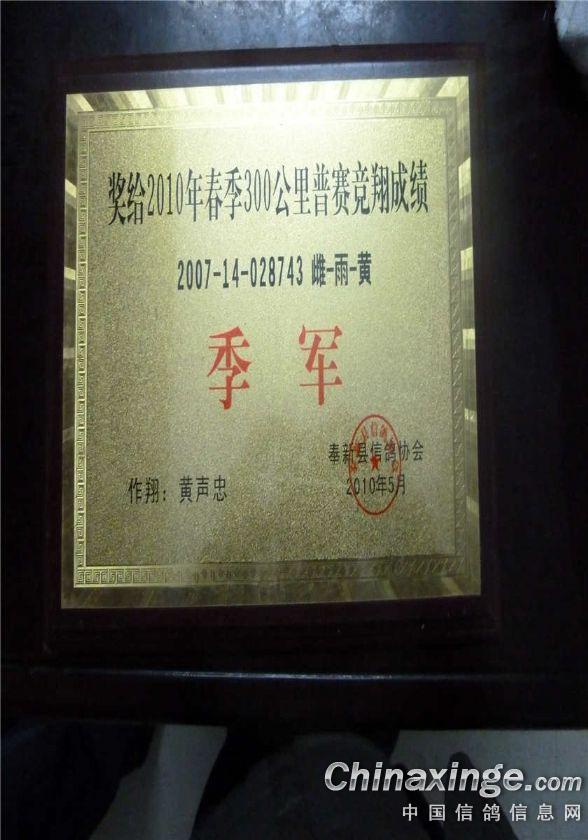 奖给2010年春季300公里普赛竞翔成绩
2007-14-028743 雌-雨-黄
季军
奉新县信鸽协会
作翔：黄声忠
2010年5月
Chinaxinge.com
中国信鸽信息网